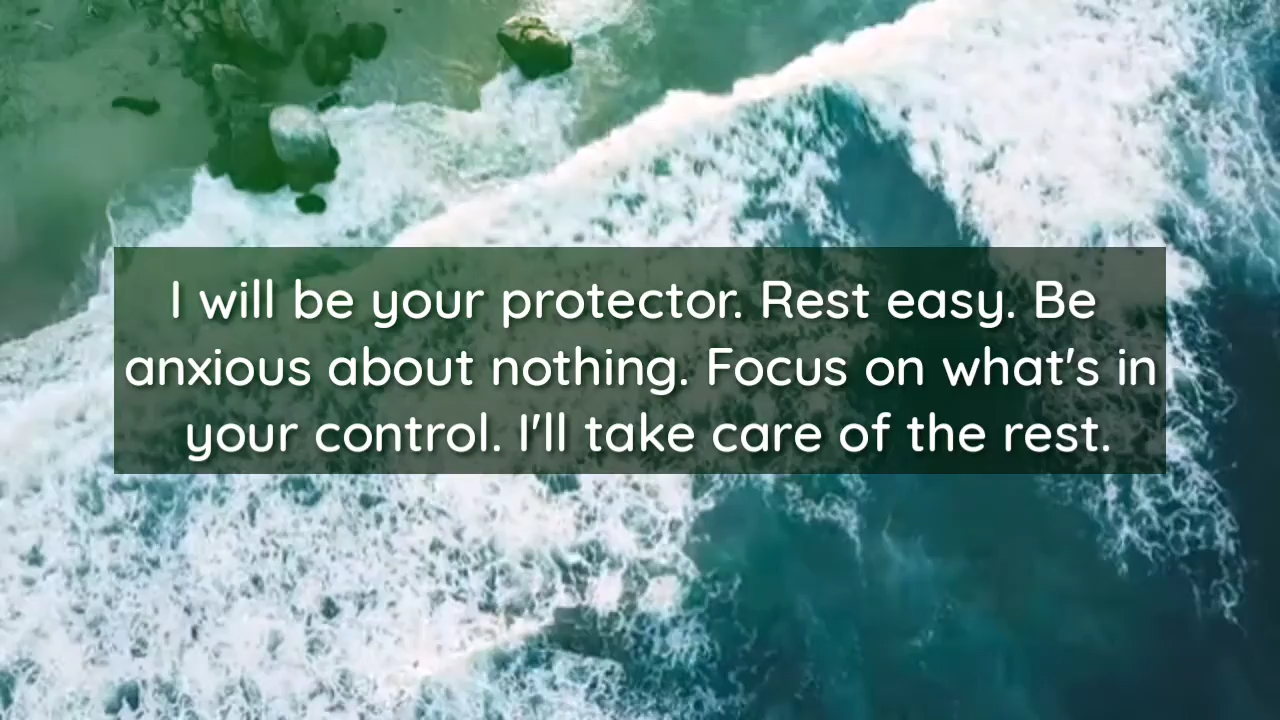 I will be your protector. Rest easy. Be
anxious about nothing. Focus on what's in
your control. I'll take care of the rest.